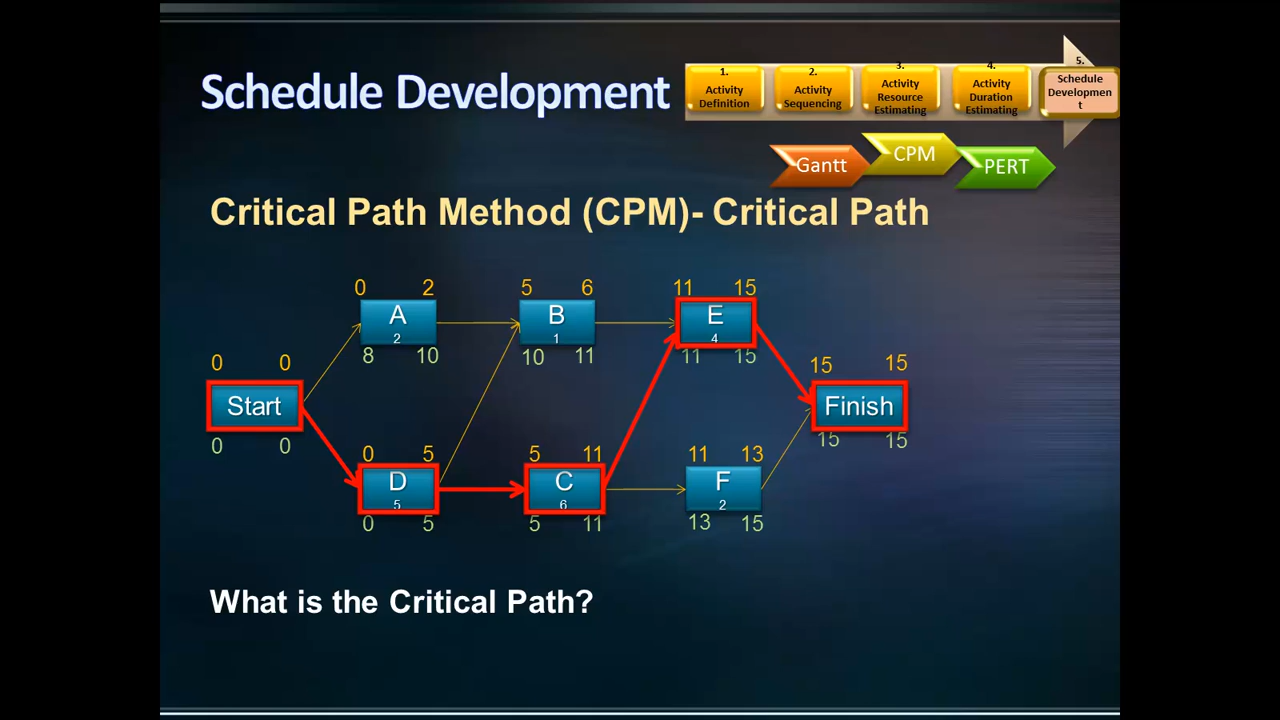 Schedule Development
1.
Activity
Definition
2.
Activity
Sequencing
3.
Activity
Resource
Estimating
4.
Activity
Duration
Estimating
5.
Schedule
Developmen
t
Gantt
CPM
PERT
Critical Path Method (CPM)- Critical Path
0 2 5 6 11 15
A B E
2 1 4
8 10 10 11 11 15
0 0 15 15
Start Finish
0 0 15 15
0 5 5 11 11 13
D C F
5 6 2
0 5 5 11 13 15
What is the Critical Path?